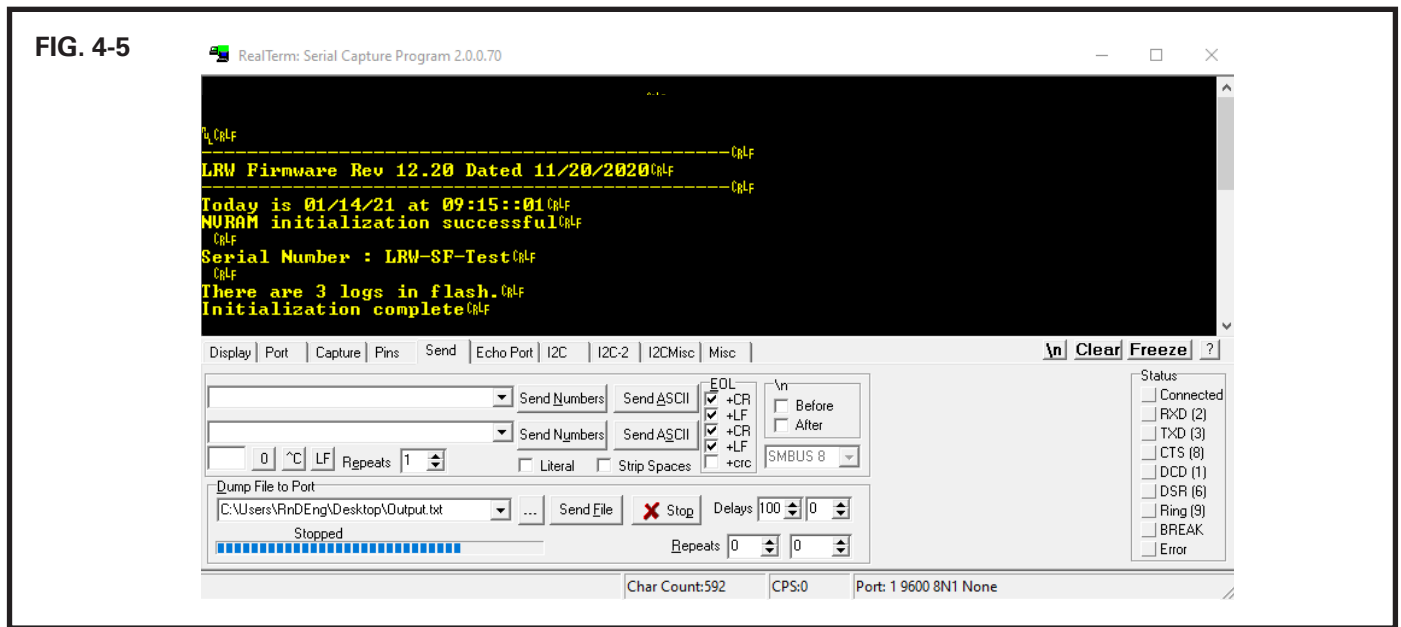 FIG. 4-5
RealTerm: Serial Capture Program 2.0.0.70
CRLF
------------------------------------------------CRLF
LRW Firmware Rev 12.20 Dated 11/20/2020CRLF
------------------------------------------------CRLF
Today is 01/14/21 at 09:15::01CRLF
NVRAM initialization successfulCRLF
CRLF
Serial Number : LRW-SF-TestCRLF
CRLF
There are 3 logs in flash.CRLF
Initialization completeCRLF
Display Port Capture Pins Send Echo Port I2C I2C-2 I2CMisc Misc \n Clear Freeze ?
EOL \n Status
Send Numbers Send ASCII +CR Before Connected
+LF After RXD (2)
Send Numbers Send ASCII +CR TXD (3)
+LF CTS (8)
0 ^C LF Repeats 1 Literal Strip Spaces +crc SMBUS 8 DCD (1)
Dump File to Port DSR (6)
C:\Users\RnDEng\Desktop\Output.txt ... Send File Stop Delays 100 0 Ring (9)
Stopped BREAK
Repeats 0 0 Error
Char Count:592 CPS:0 Port: 1 9600 8N1 None